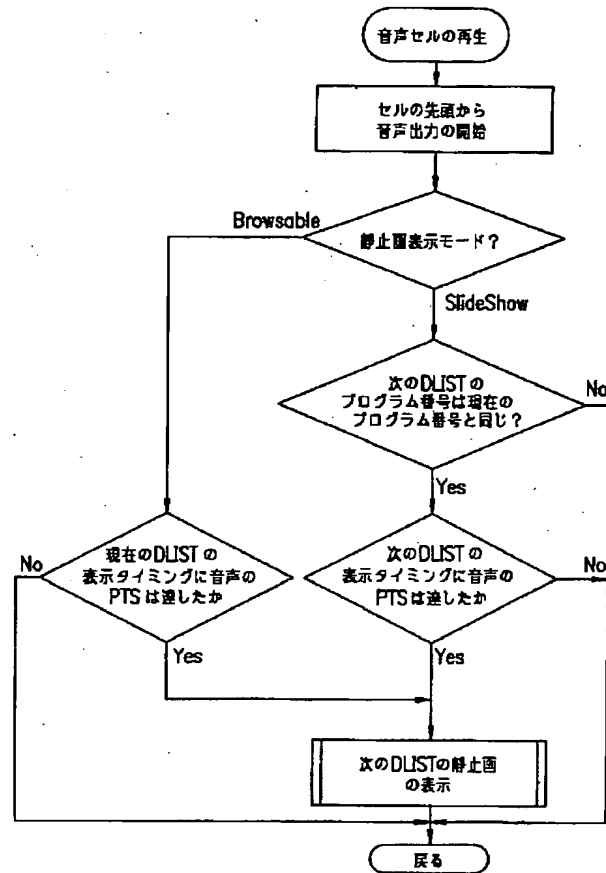 音声セルの再生
セルの先頭から
音声出力の開始
Browsable
静止画表示モード?
SlideShow
次のDLISTの
プログラム番号は現在の
プログラム番号と同じ?
No
Yes
No
現在のDLISTの
表示タイミングに音声の
PTSは達したか
次のDLISTの
表示タイミングに音声の
PTSは達したか
No
Yes
Yes
次のDLISTの静止画
の表示
戻る